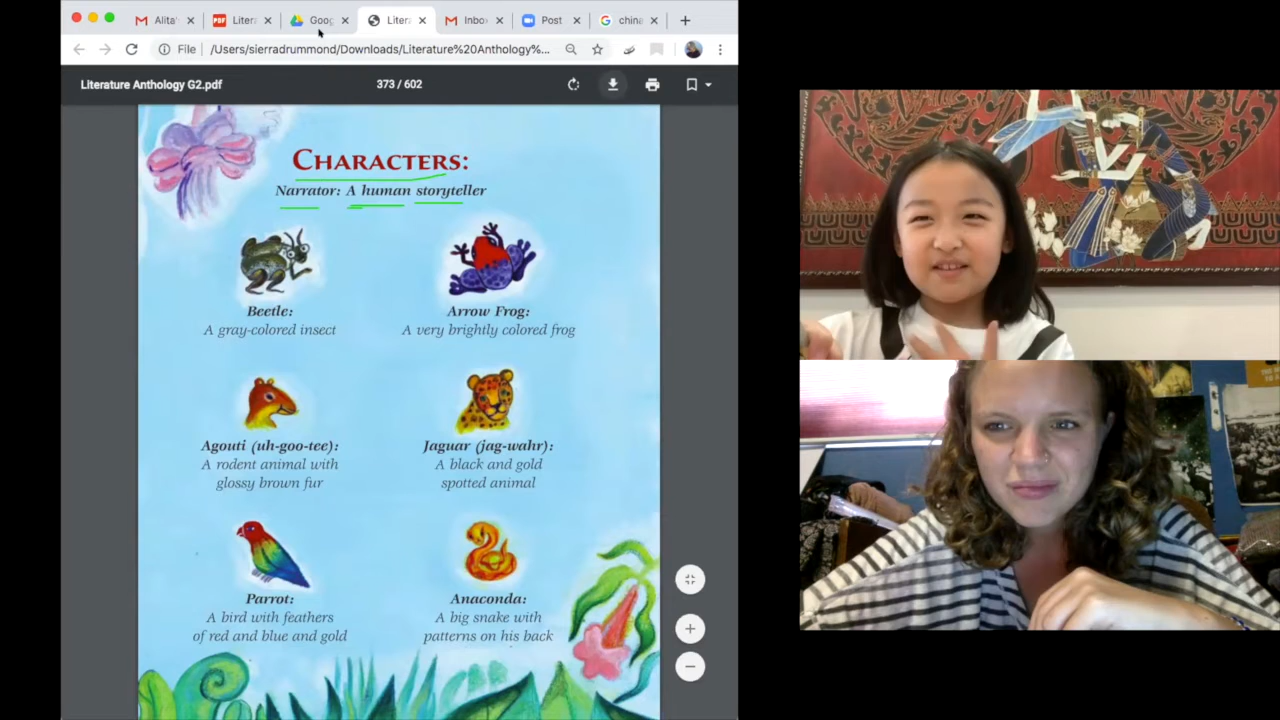 Alita
Litera
Goog
Litera
Inbo
Post
china
File
/Users/sierradrummond/Downloads/Literature%20Anthology%...
Literature Anthology G2.pdf
373 / 602
CHARACTERS:
Narrator: A human storyteller
Beetle:
A gray-colored insect
Arrow Frog:
A very brightly colored frog
Agouti (uh-goo-tee):
A rodent animal with
glossy brown fur
Jaguar (jag-wahr):
A black and gold
spotted animal
Parrot:
A bird with feathers
of red and blue and gold
Anaconda:
A big snake with
patterns on his back